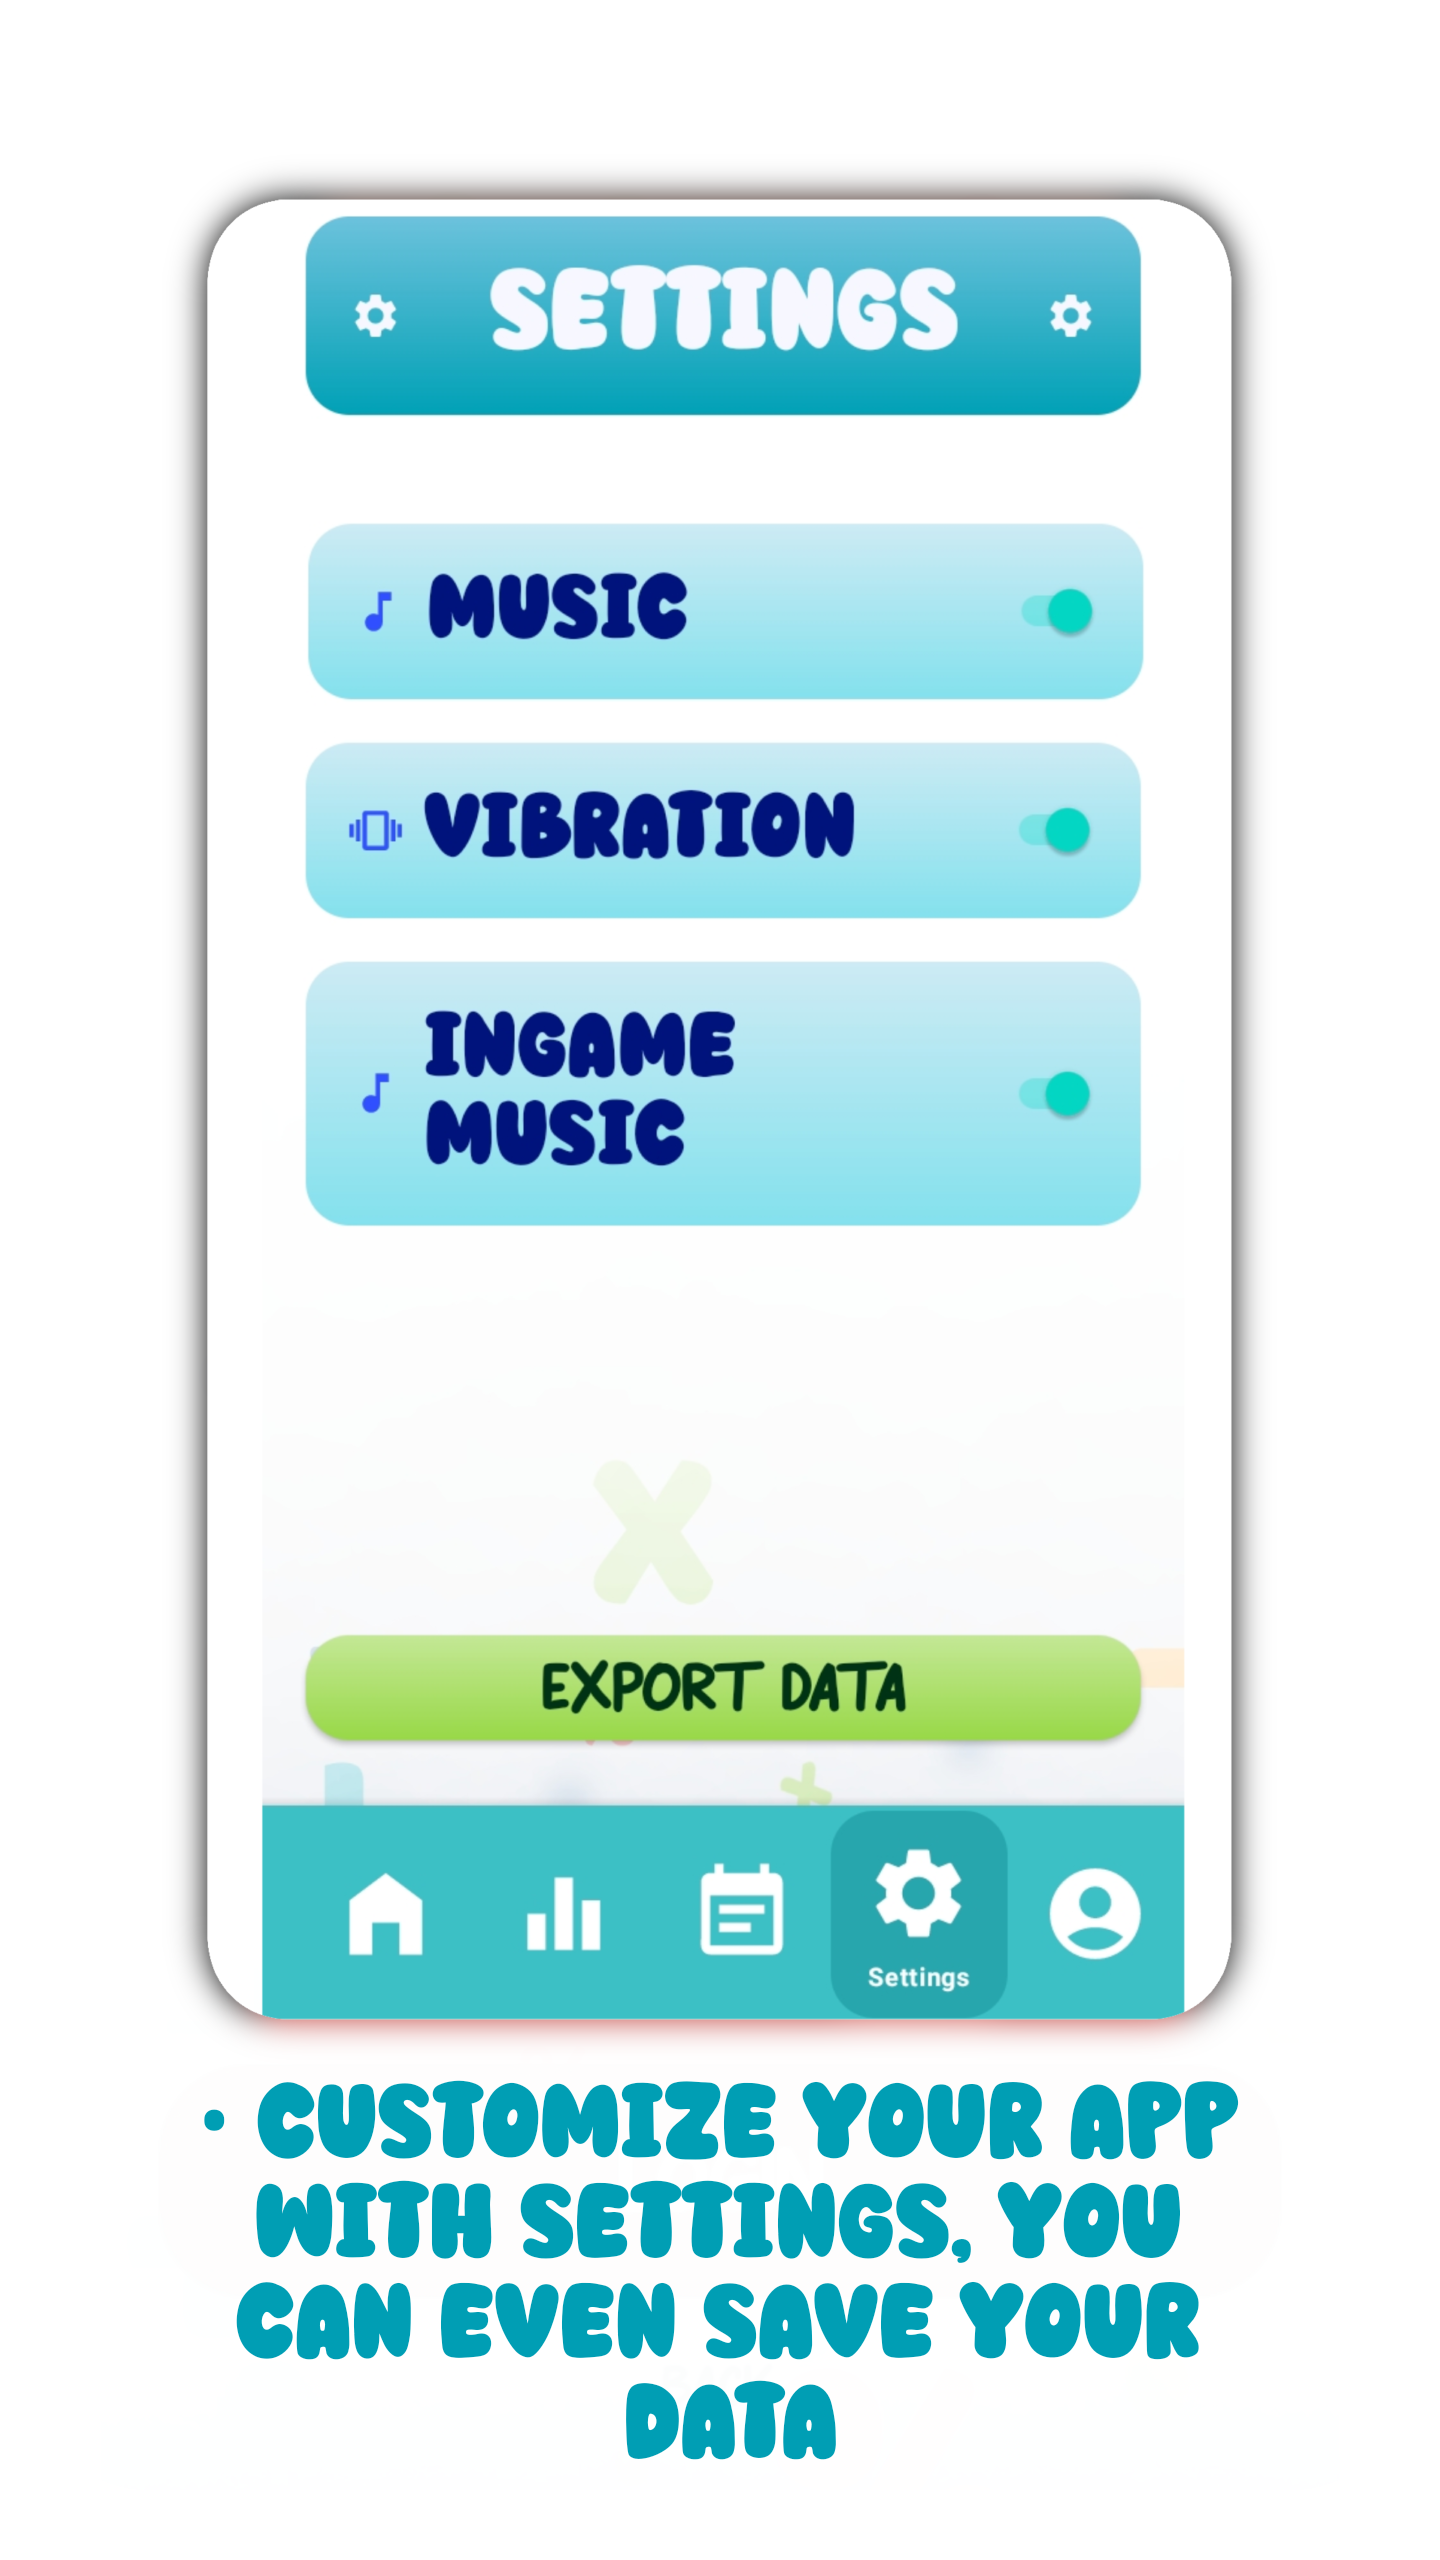 SETTINGS
MUSIC
VIBRATION
INGAME
MUSIC
EXPORT DATA
Settings
• CUSTOMIZE YOUR APP
WITH SETTINGS, YOU
CAN EVEN SAVE YOUR
DATA